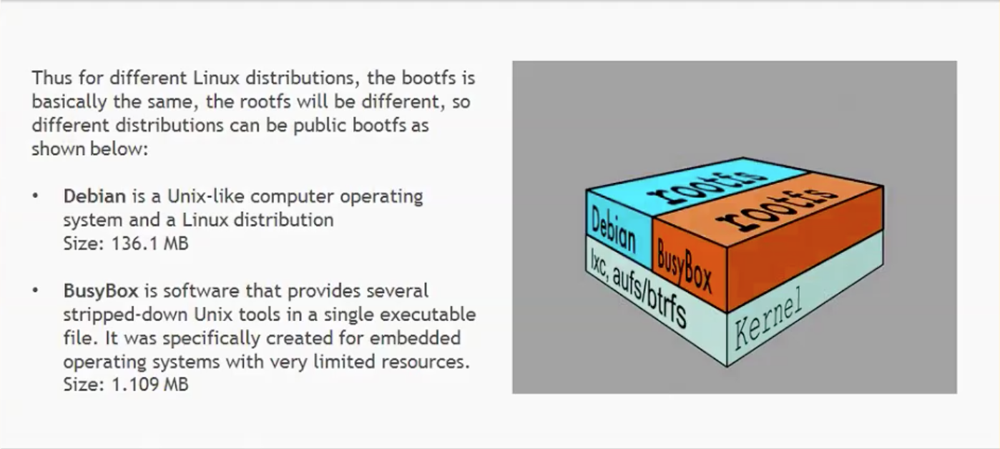 Thus for different Linux distributions, the bootfs is
basically the same, the rootfs will be different, so
different distributions can be public bootfs as
shown below:
• Debian is a Unix-like computer operating
system and a Linux distribution
Size: 136.1 MB
• BusyBox is software that provides several
stripped-down Unix tools in a single executable
file. It was specifically created for embedded
operating systems with very limited resources.
Size: 1.109 MB
rootfs
rootfs
Debian
BusyBox
lxc, aufs/btrfs
Kernel